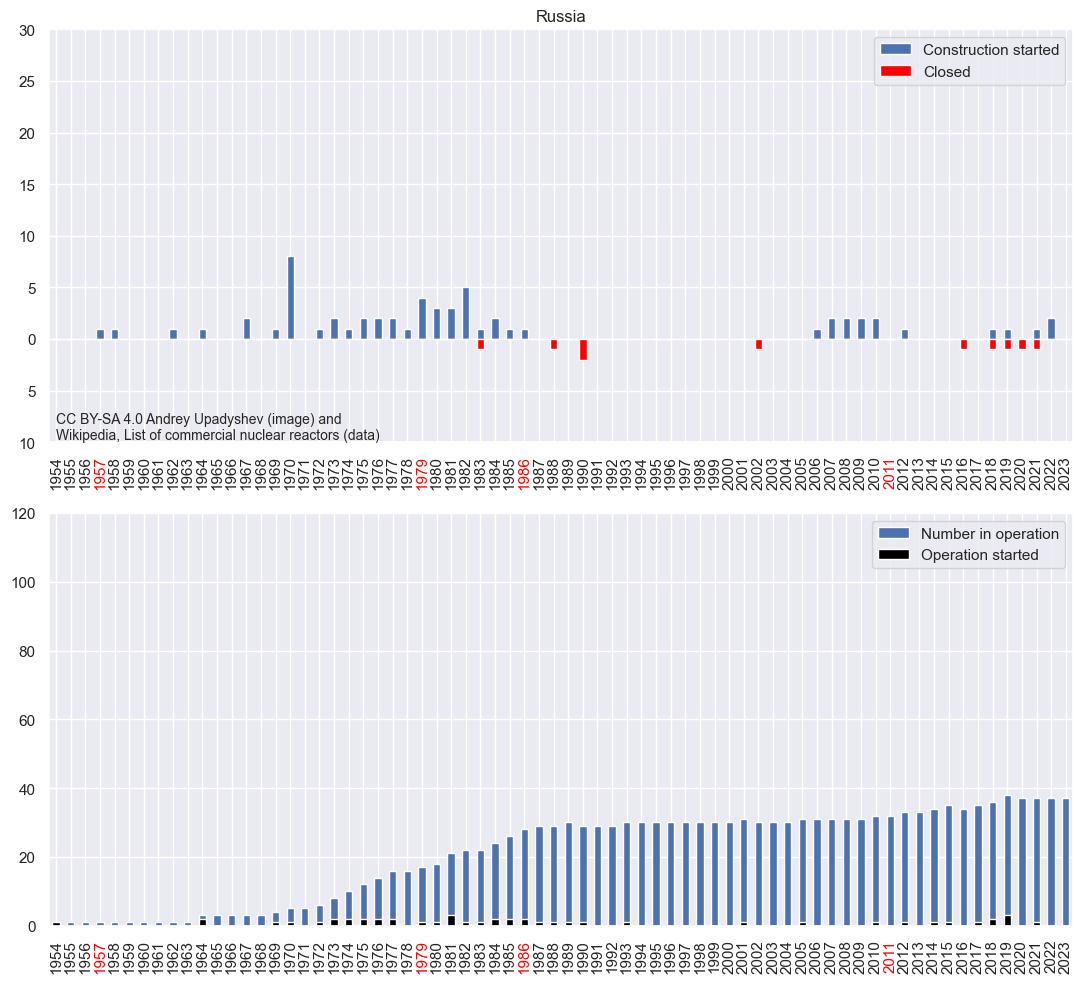 Russia
30
25
20
15
10
5
0
5
10
Construction started
Closed
CC BY-SA 4.0 Andrey Upadyshev (image) and
Wikipedia, List of commercial nuclear reactors (data)
1954 1955 1956 1957 1958 1959 1960 1961 1962 1963 1964 1965 1966 1967 1968 1969 1970 1971 1972 1973 1974 1975 1976 1977 1978 1979 1980 1981 1982 1983 1984 1985 1986 1987 1988 1989 1990 1991 1992 1993 1994 1995 1996 1997 1998 1999 2000 2001 2002 2003 2004 2005 2006 2007 2008 2009 2010 2011 2012 2013 2014 2015 2016 2017 2018 2019 2020 2021 2022 2023
120
100
80
60
40
20
0
Number in operation
Operation started
1954 1955 1956 1957 1958 1959 1960 1961 1962 1963 1964 1965 1966 1967 1968 1969 1970 1971 1972 1973 1974 1975 1976 1977 1978 1979 1980 1981 1982 1983 1984 1985 1986 1987 1988 1989 1990 1991 1992 1993 1994 1995 1996 1997 1998 1999 2000 2001 2002 2003 2004 2005 2006 2007 2008 2009 2010 2011 2012 2013 2014 2015 2016 2017 2018 2019 2020 2021 2022 2023